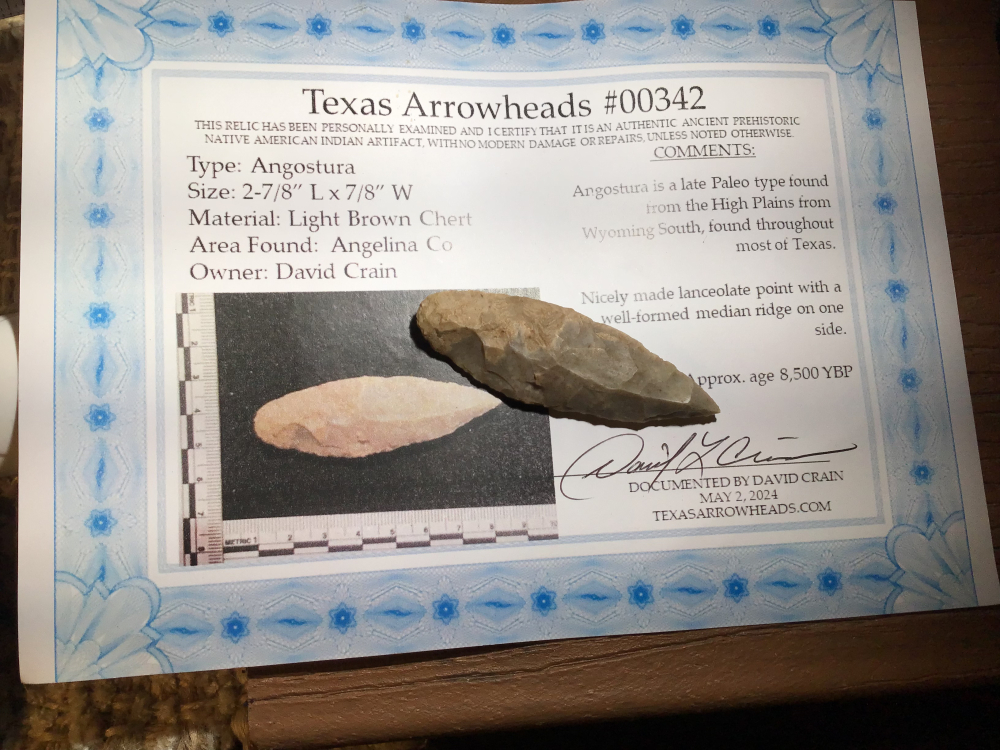 Texas Arrowheads #00342
THIS RELIC HAS BEEN PERSONALLY EXAMINED AND I CERTIFY THAT IT IS AN AUTHENTIC ANCIENT PREHISTORIC
NATIVE AMERICAN INDIAN ARTIFACT, WITH NO MODERN DAMAGE OR REPAIRS, UNLESS NOTED OTHERWISE.
Type: Angostura
Size: 2-7/8" L x 7/8" W
Material: Light Brown Chert
Area Found: Angelina Co
Owner: David Crain
COMMENTS:
Angostura is a late Paleo type found
from the High Plains from
Wyoming South, found throughout
most of Texas.
Nicely made lanceolate point with a
well-formed median ridge on one
side.
Approx. age 8,500 YBP
David L Crain
DOCUMENTED BY DAVID CRAIN
MAY 2, 2024
TEXASARROWHEADS.COM
METRIC 1 2 3 4 5 6 7 8 9 10